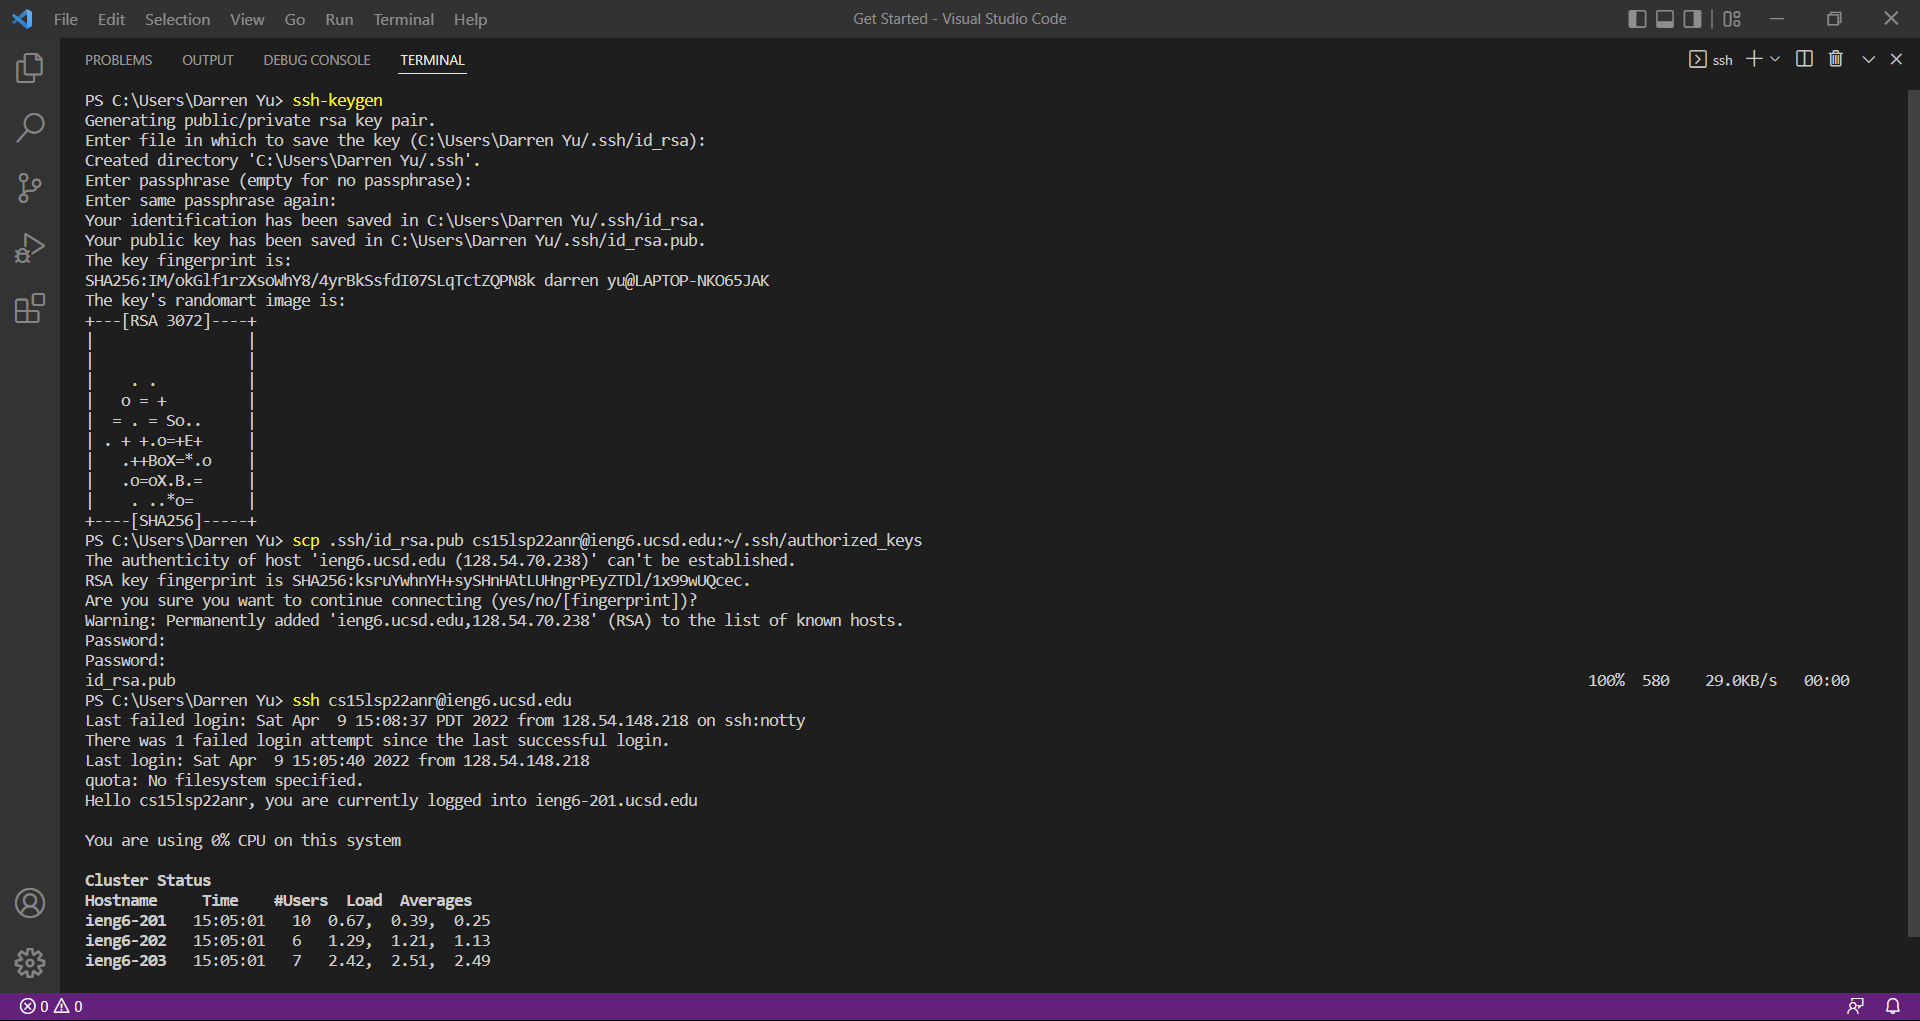 File Edit Selection View Go Run Terminal Help
Get Started - Visual Studio Code
PROBLEMS OUTPUT DEBUG CONSOLE TERMINAL
ssh
PS C:\Users\Darren Yu> ssh-keygen
Generating public/private rsa key pair.
Enter file in which to save the key (C:\Users\Darren Yu/.ssh/id_rsa):
Created directory 'C:\Users\Darren Yu/.ssh'.
Enter passphrase (empty for no passphrase):
Enter same passphrase again:
Your identification has been saved in C:\Users\Darren Yu/.ssh/id_rsa.
Your public key has been saved in C:\Users\Darren Yu/.ssh/id_rsa.pub.
The key fingerprint is:
SHA256:IM/okGlf1rzXsoWhY8/4yrBkSsfdI07SLqTctZQPN8k darren yu@LAPTOP-NKO65JAK
The key's randomart image is:
+---[RSA 3072]----+
|                 |
|                 |
|    . .          |
|   o = +         |
|  = . = So..     |
| . + +.o=+E+     |
|   .++BoX=*.o    |
|   .o=oX.B.=     |
|    . ..*o=      |
+----[SHA256]-----+
PS C:\Users\Darren Yu> scp .ssh/id_rsa.pub cs15lsp22anr@ieng6.ucsd.edu:~/.ssh/authorized_keys
The authenticity of host 'ieng6.ucsd.edu (128.54.70.238)' can't be established.
RSA key fingerprint is SHA256:ksruYwhnYH+sySHnHAtLUHngrPEyZTDl/1x99wUQcec.
Are you sure you want to continue connecting (yes/no/[fingerprint])?
Warning: Permanently added 'ieng6.ucsd.edu,128.54.70.238' (RSA) to the list of known hosts.
Password:
Password:
id_rsa.pub 100% 580 29.0KB/s 00:00
PS C:\Users\Darren Yu> ssh cs15lsp22anr@ieng6.ucsd.edu
Last failed login: Sat Apr  9 15:08:37 PDT 2022 from 128.54.148.218 on ssh:notty
There was 1 failed login attempt since the last successful login.
Last login: Sat Apr  9 15:05:40 2022 from 128.54.148.218
quota: No filesystem specified.
Hello cs15lsp22anr, you are currently logged into ieng6-201.ucsd.edu
You are using 0% CPU on this system
Cluster Status
Hostname     Time    #Users  Load  Averages
ieng6-201   15:05:01   10  0.67,  0.39,  0.25
ieng6-202   15:05:01   6   1.29,  1.21,  1.13
ieng6-203   15:05:01   7   2.42,  2.51,  2.49
0 0